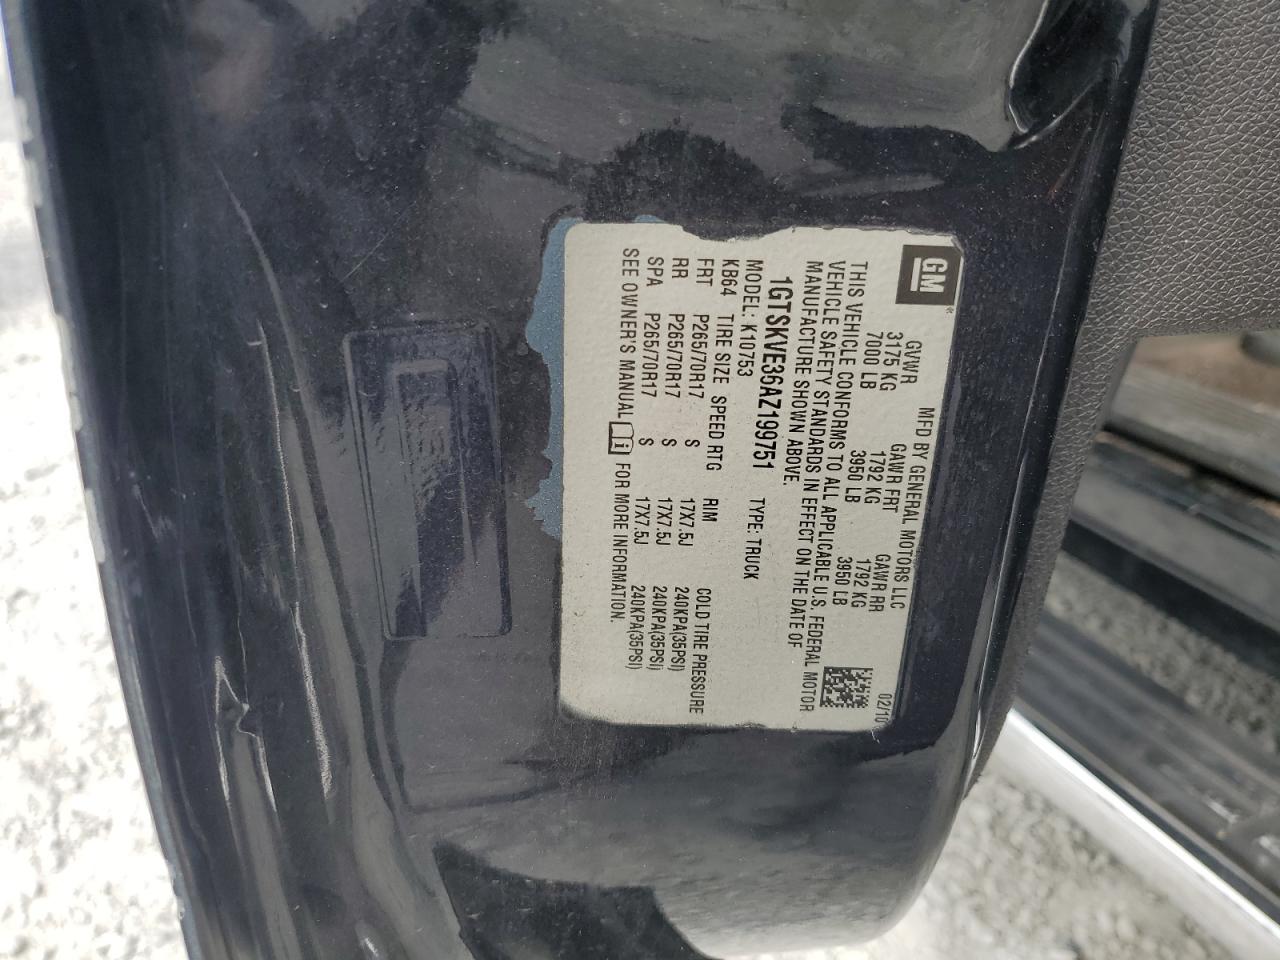 GM
MFD BY GENERAL MOTORS LLC
02/10
GVWR GAWR FRT GAWR RR
3175 KG 1792 KG 1792 KG
7000 LB 3950 LB 3950 LB
THIS VEHICLE CONFORMS TO ALL APPLICABLE U.S. FEDERAL MOTOR
VEHICLE SAFETY STANDARDS IN EFFECT ON THE DATE OF
MANUFACTURE SHOWN ABOVE.
1GTSKVE36AZ199751 TYPE: TRUCK
MODEL: K10753
KB64 TIRE SIZE SPEED RTG RIM COLD TIRE PRESSURE
FRT P265/70R17 S 17X7.5J 240KPA(35PSI)
RR P265/70R17 S 17X7.5J 240KPA(35PSI)
SPA P265/70R17 S 17X7.5J 240KPA(35PSI)
SEE OWNER'S MANUAL i FOR MORE INFORMATION.